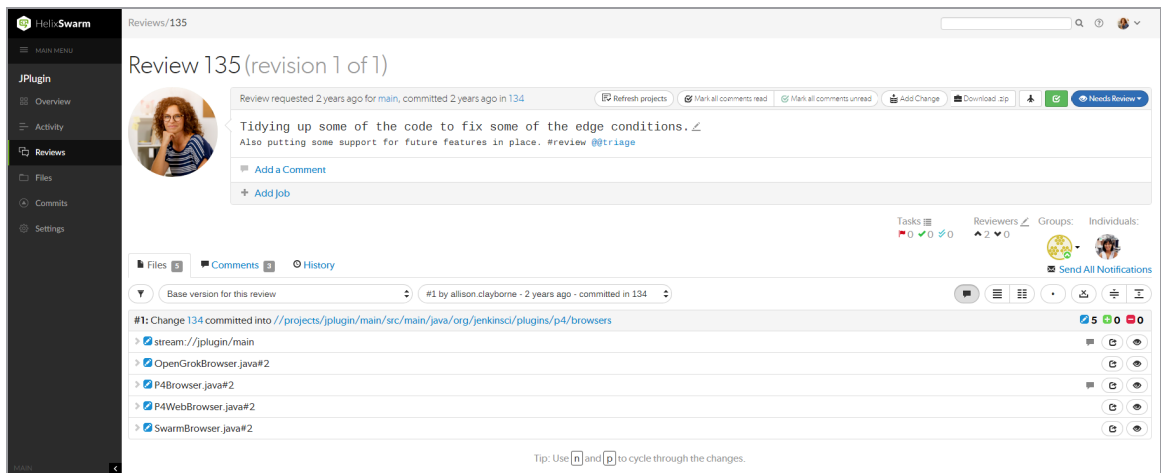 HelixSwarm
Reviews/135
MAIN MENU
JPlugin
Overview
Activity
Reviews
Files
Commits
Settings
MAIN
Review 135 (revision 1 of 1)
Review requested 2 years ago for main, committed 2 years ago in 134
Refresh projects
Mark all comments read
Mark all comments unread
Add Change
Download .zip
Needs Review
Tidying up some of the code to fix some of the edge conditions.
Also putting some support for future features in place. #review @@triage
Add a Comment
Add Job
Tasks
0 0 0
Reviewers
2 0
Groups:
Individuals:
Send All Notifications
Files 5
Comments 3
History
Base version for this review
#1 by allison.clayborne - 2 years ago - committed in 134
#1: Change 134 committed into //projects/jplugin/main/src/main/java/org/jenkinsci/plugins/p4/browsers
5 0 0
stream://jplugin/main
OpenGrokBrowser.java#2
P4Browser.java#2
P4WebBrowser.java#2
SwarmBrowser.java#2
Tip: Use n and p to cycle through the changes.